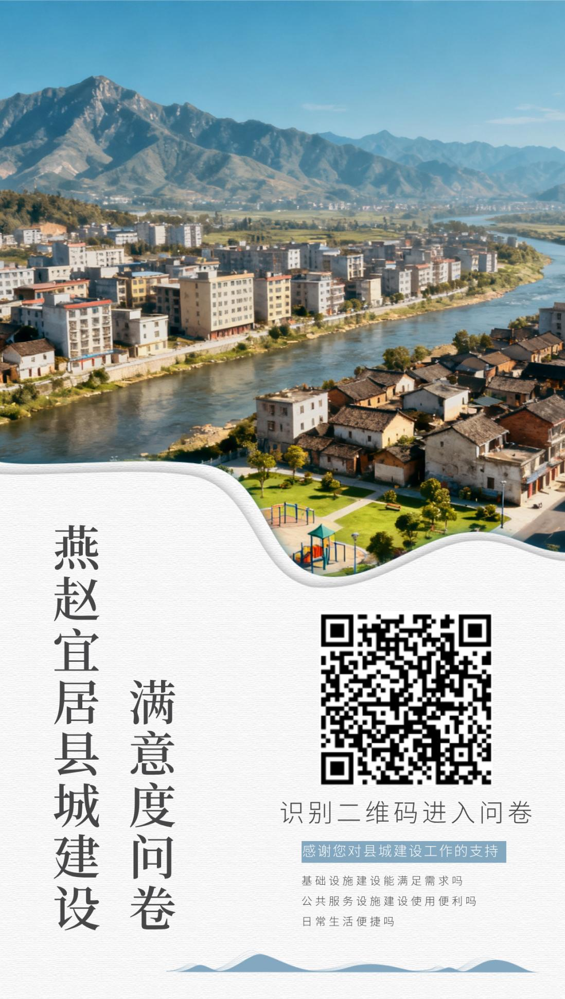 燕赵宜居县城建设
满意度问卷
识别二维码进入问卷
感谢您对县城建设工作的支持
基础设施建设能满足需求吗
公共服务设施建设使用便利吗
日常生活便捷吗